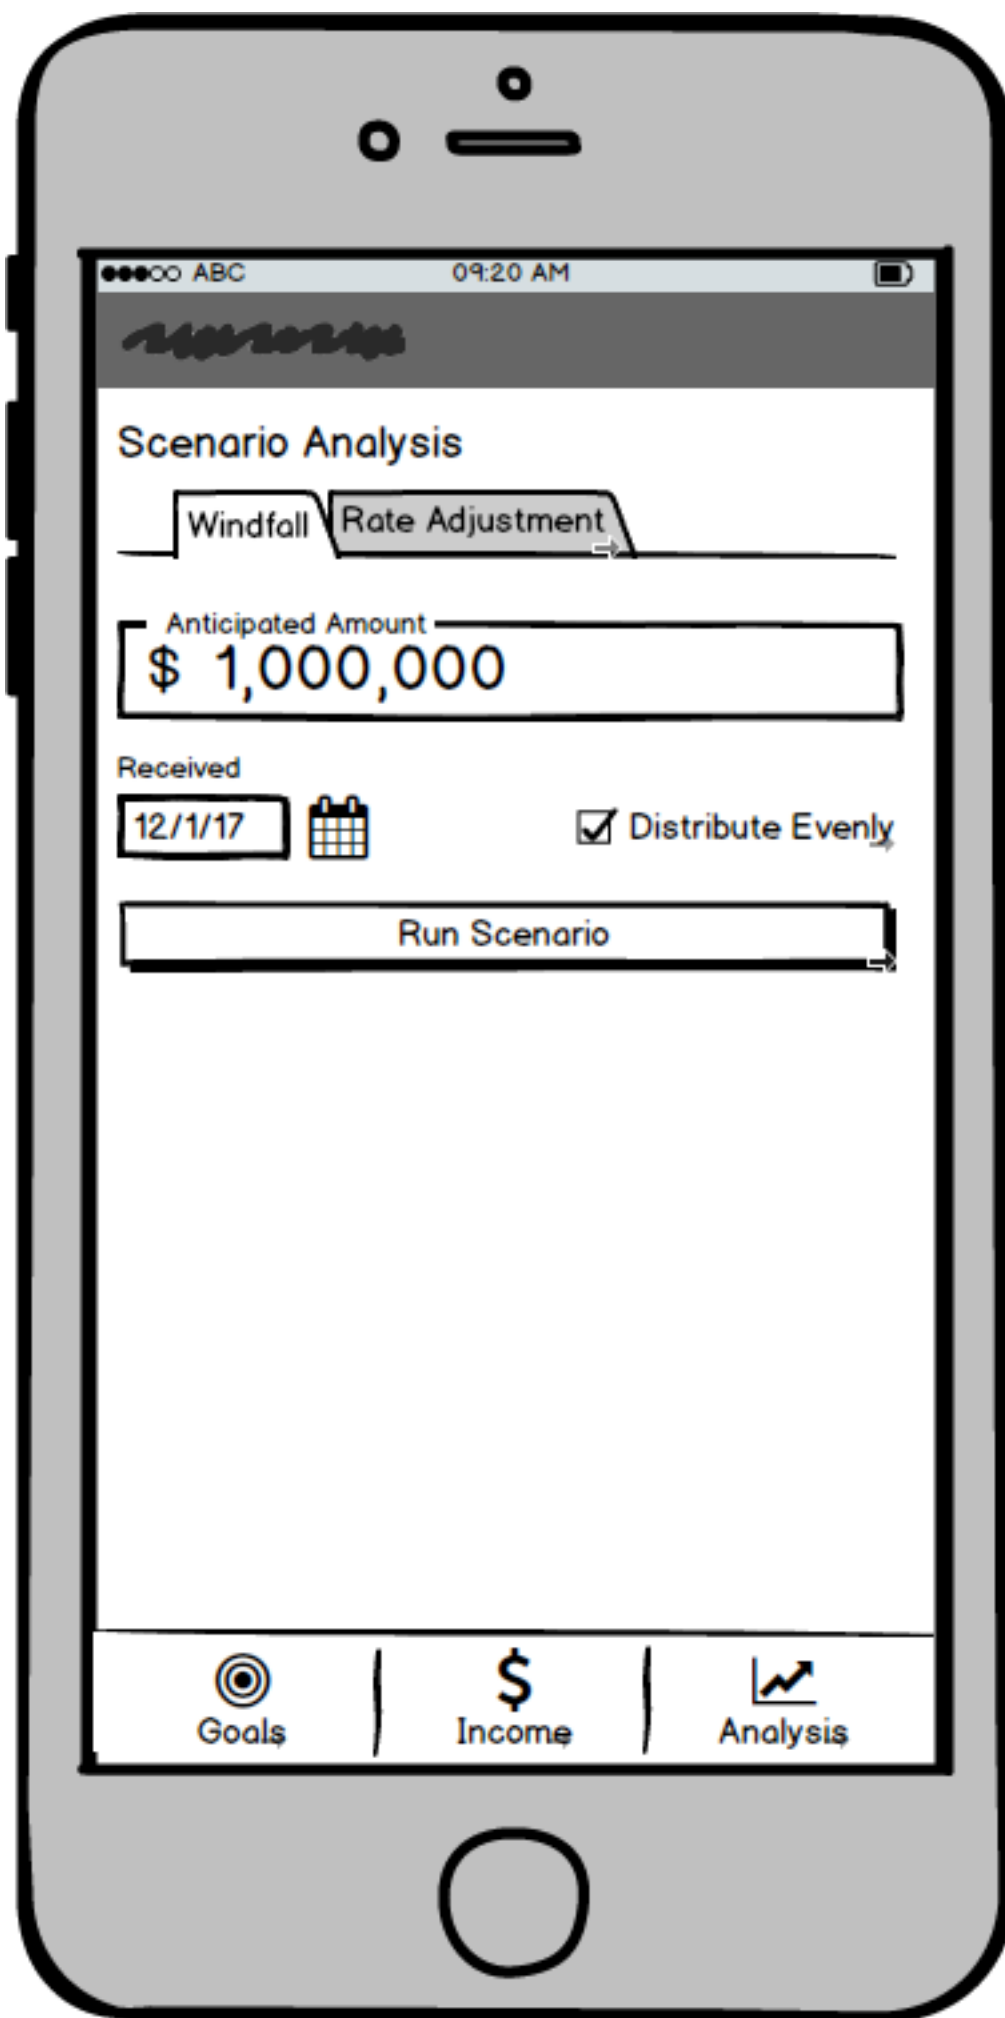 ABC 09:20 AM
Scenario Analysis
Windfall Rate Adjustment
Anticipated Amount
$ 1,000,000
Received
12/1/17 Distribute Evenly
Run Scenario
$
Goals Income Analysis